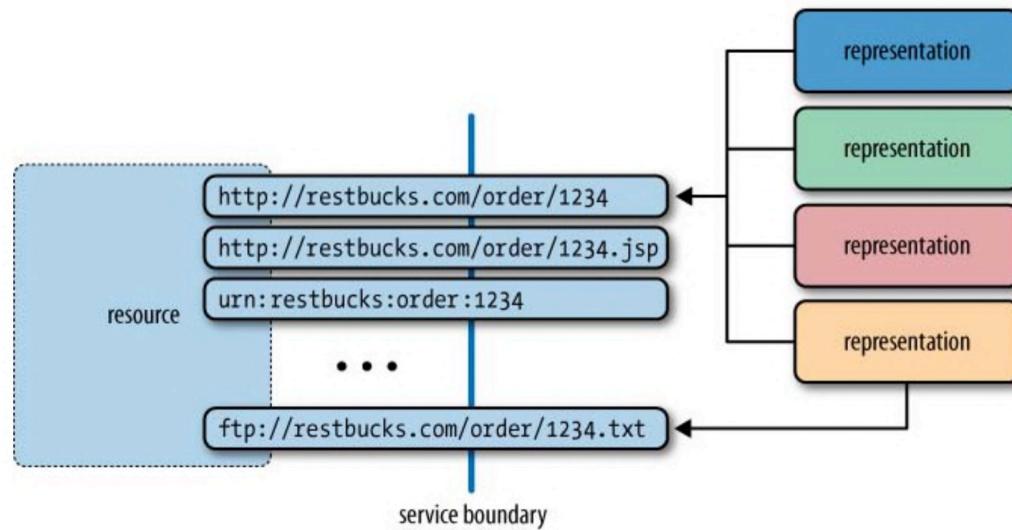 representation
representation
http://restbucks.com/order/1234
representation
http://restbucks.com/order/1234.jsp
urn:restbucks:order:1234
resource
representation
• • •
ftp://restbucks.com/order/1234.txt
service boundary